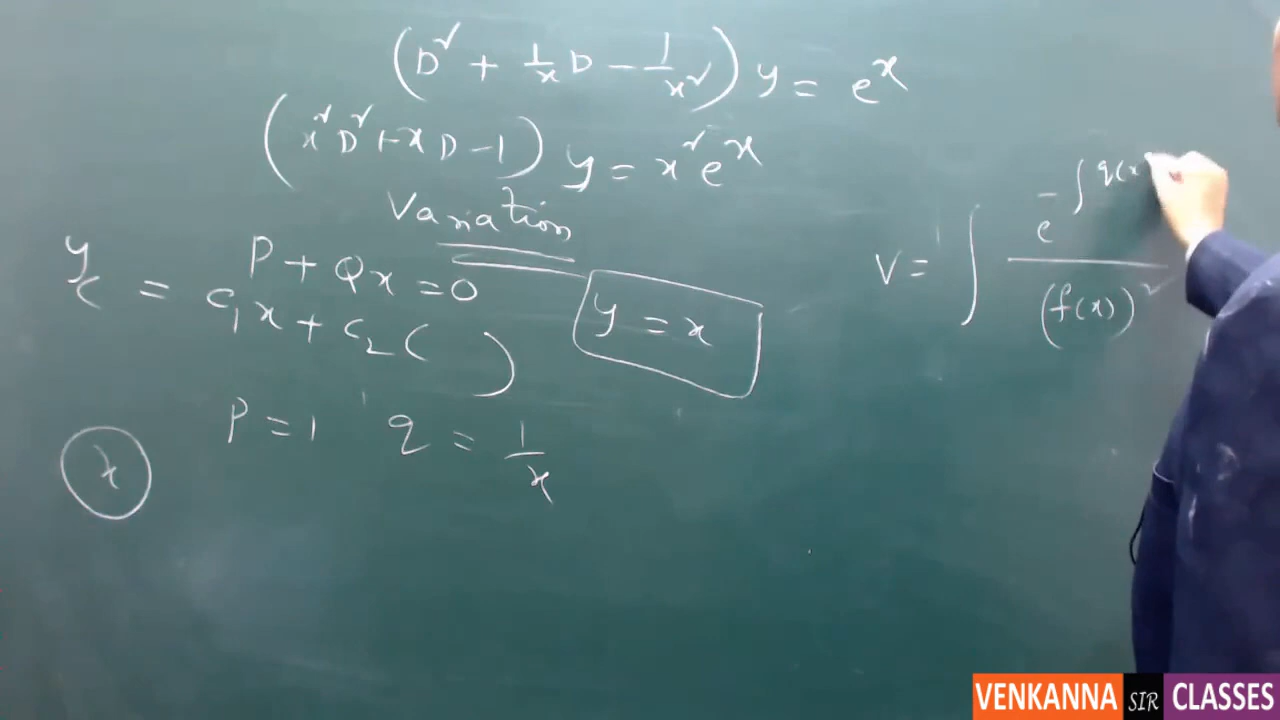 (D² + 1/x D - 1/x²) y = e^x
(x²D² + xD - 1) y = x² e^x
Variation
P + Qx = 0
y_c = c₁x + c₂( )
y = x
P = 1 q = 1/x
x
V = ∫ e^(-∫ q(x)) / (f(x))²
VENKANNA SIR CLASSES